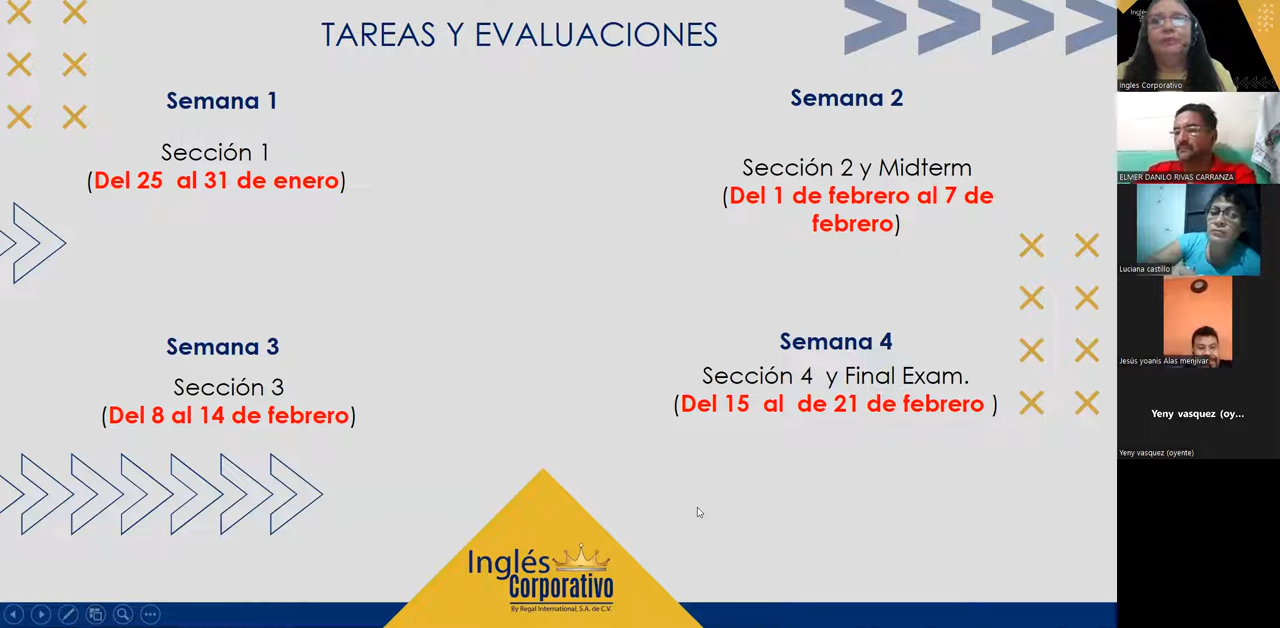 TAREAS Y EVALUACIONES
Semana 1
Sección 1
(Del 25 al 31 de enero)
Semana 2
Sección 2 y Midterm
(Del 1 de febrero al 7 de
febrero)
Semana 3
Sección 3
(Del 8 al 14 de febrero)
Semana 4
Sección 4 y Final Exam.
(Del 15 al de 21 de febrero )
Inglés
Corporativo
By Regal International, S.A. de C.V.
Ingles Corporativo
ELMER DANILO RIVAS CARRANZA
Luciana castillo
Jesús yoanis Alas menjivar
Yeny vasquez (oy...
Yeny vasquez (oyente)